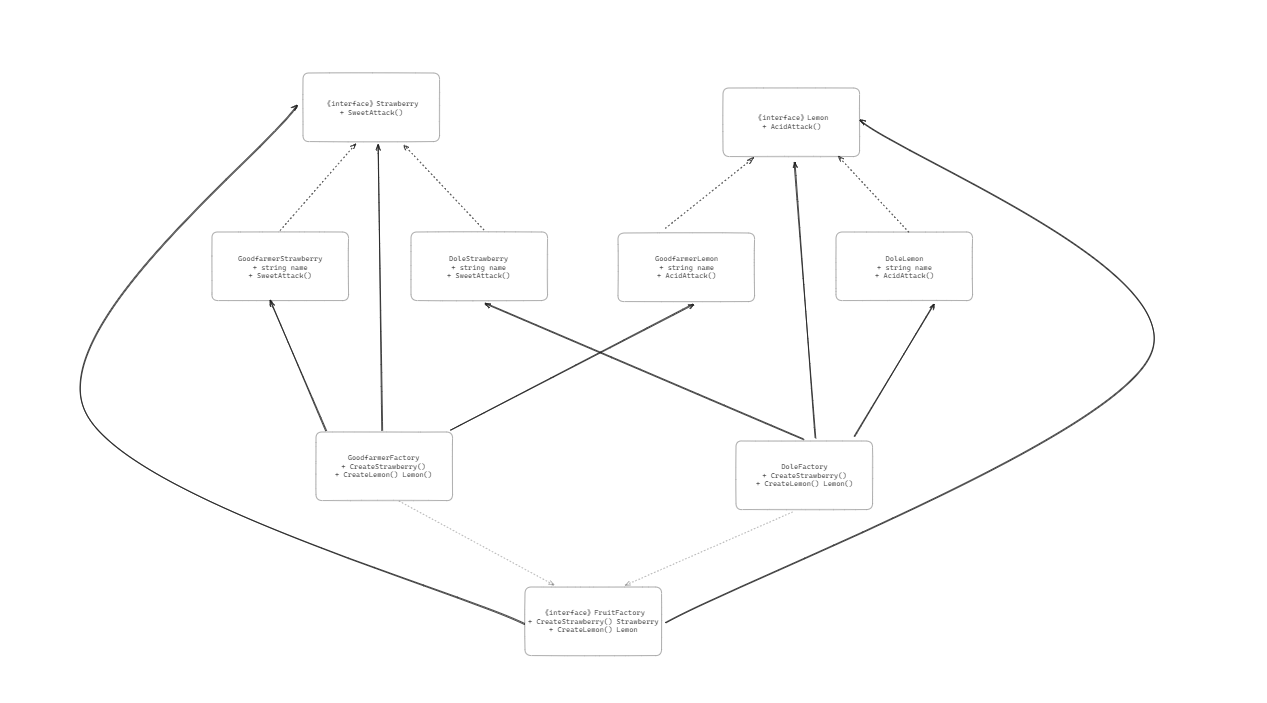 《interface》 Strawberry
+ SweetAttack()
《interface》 Lemon
+ AcidAttack()
GoodfarmerStrawberry
+ string name
+ SweetAttack()
DoleStrawberry
+ string name
+ SweetAttack()
GoodfarmerLemon
+ string name
+ AcidAttack()
DoleLemon
+ string name
+ AcidAttack()
GoodfarmerFactory
+ CreateStrawberry()
+ CreateLemon() Lemon()
DoleFactory
+ CreateStrawberry()
+ CreateLemon() Lemon()
《interface》 FruitFactory
+ CreateStrawberry() Strawberry
+ CreateLemon() Lemon